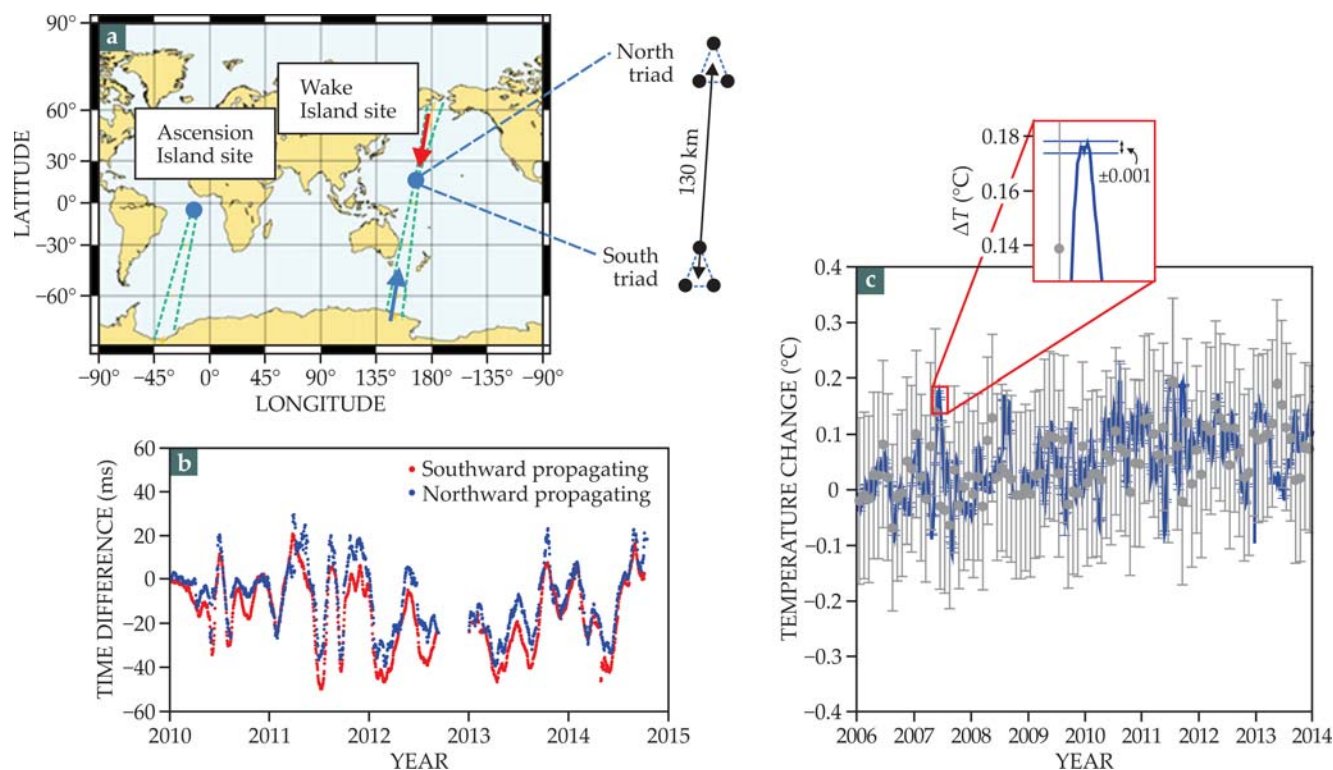 a
90°
60°
30°
0°
−30°
−60°
LATITUDE
Ascension
Island site
Wake
Island site
−90°
−45°
0°
45°
90°
135°
180°
−135°
−90°
LONGITUDE
North
triad
South
triad
130 km
b
60
40
20
0
−20
−40
−60
TIME DIFFERENCE (ms)
Southward propagating
Northward propagating
2010
2011
2012
2013
2014
2015
YEAR
0.18
0.16
0.14
ΔT (°C)
±0.001
c
0.4
0.3
0.2
0.1
0
−0.1
−0.2
−0.3
−0.4
TEMPERATURE CHANGE (°C)
2006
2007
2008
2009
2010
2011
2012
2013
2014
YEAR